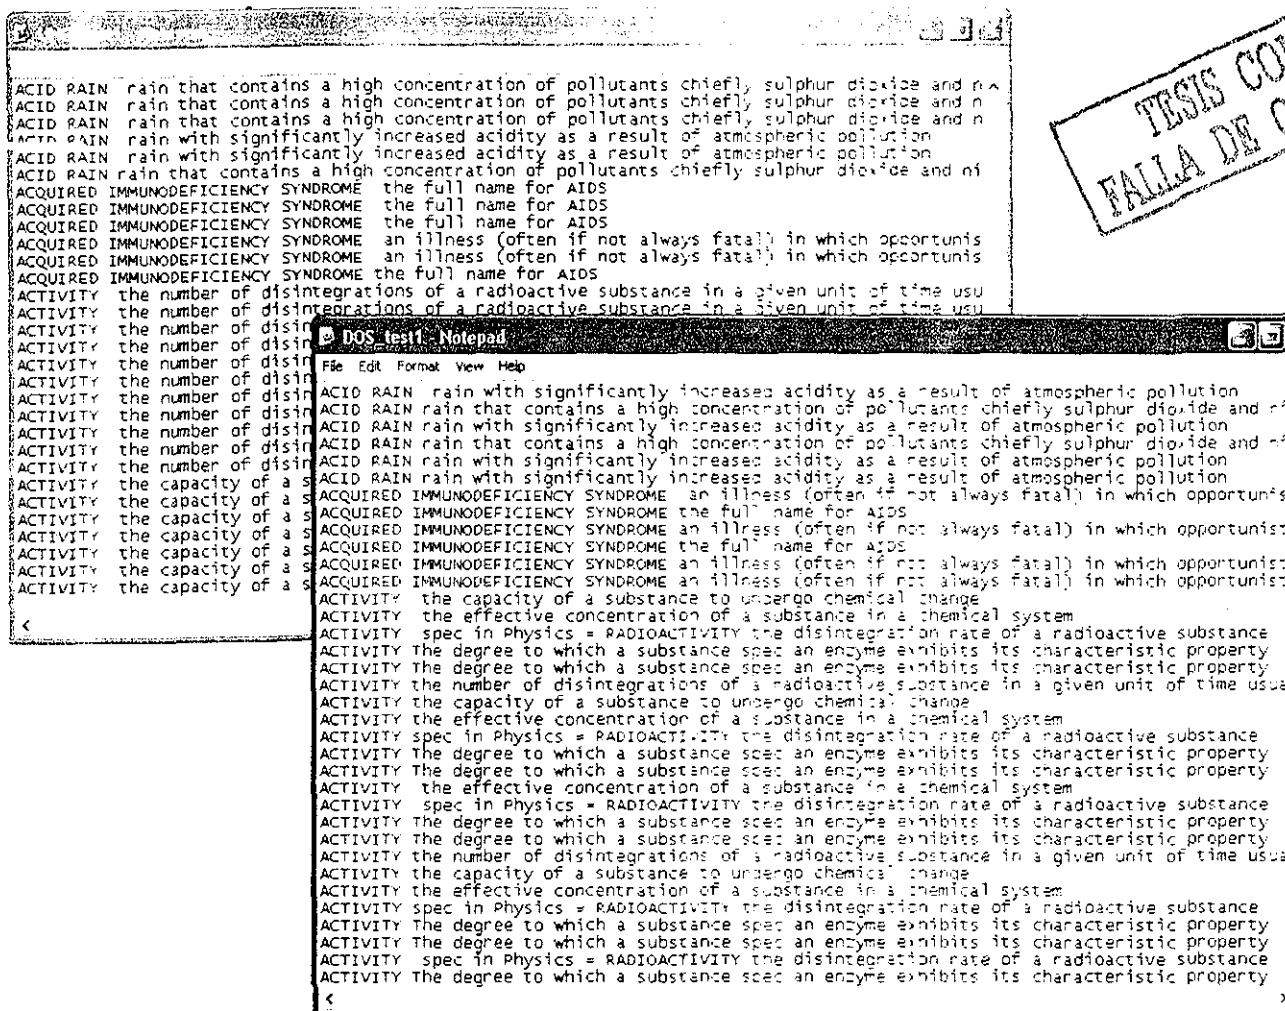 ACID RAIN rain that contains a high concentration of pollutants chiefly sulphur dioxide and n
ACID RAIN rain that contains a high concentration of pollutants chiefly sulphur dioxide and n
ACID RAIN rain that contains a high concentration of pollutants chiefly sulphur dioxide and n
ACID RAIN rain with significantly increased acidity as a result of atmospheric pollution
ACID RAIN rain with significantly increased acidity as a result of atmospheric pollution
ACID RAIN rain that contains a high concentration of pollutants chiefly sulphur dioxide and ni
ACQUIRED IMMUNODEFICIENCY SYNDROME the full name for AIDS
ACQUIRED IMMUNODEFICIENCY SYNDROME the full name for AIDS
ACQUIRED IMMUNODEFICIENCY SYNDROME the full name for AIDS
ACQUIRED IMMUNODEFICIENCY SYNDROME an illness (often if not always fatal) in which opportunis
ACQUIRED IMMUNODEFICIENCY SYNDROME an illness (often if not always fatal) in which opportunis
ACQUIRED IMMUNODEFICIENCY SYNDROME the full name for AIDS
ACTIVITY the number of disintegrations of a radioactive substance in a given unit of time usu
ACTIVITY the number of disintegrations of a radioactive substance in a given unit of time usu
ACTIVITY the number of disin
ACTIVITY the number of disin
ACTIVITY the number of disin
ACTIVITY the number of disin
ACTIVITY the number of disin
ACTIVITY the number of disin
ACTIVITY the number of disin
ACTIVITY the number of disin
ACTIVITY the number of disin
ACTIVITY the capacity of a s
ACTIVITY the capacity of a s
ACTIVITY the capacity of a s
ACTIVITY the capacity of a s
ACTIVITY the capacity of a s
ACTIVITY the capacity of a s
ACTIVITY the capacity of a s
TESIS CO
FALLA DE O
DOS_test1 - Notepad
File Edit Format View Help
ACID RAIN rain with significantly increased acidity as a result of atmospheric pollution
ACID RAIN rain that contains a high concentration of pollutants chiefly sulphur dioxide and ni
ACID RAIN rain with significantly increased acidity as a result of atmospheric pollution
ACID RAIN rain that contains a high concentration of pollutants chiefly sulphur dioxide and ni
ACID RAIN rain with significantly increased acidity as a result of atmospheric pollution
ACID RAIN rain with significantly increased acidity as a result of atmospheric pollution
ACQUIRED IMMUNODEFICIENCY SYNDROME an illness (often if not always fatal) in which opportunis
ACQUIRED IMMUNODEFICIENCY SYNDROME the full name for AIDS
ACQUIRED IMMUNODEFICIENCY SYNDROME an illness (often if not always fatal) in which opportunist
ACQUIRED IMMUNODEFICIENCY SYNDROME the full name for AIDS
ACQUIRED IMMUNODEFICIENCY SYNDROME an illness (often if not always fatal) in which opportunist
ACQUIRED IMMUNODEFICIENCY SYNDROME an illness (often if not always fatal) in which opportunist
ACTIVITY the capacity of a substance to undergo chemical change
ACTIVITY the effective concentration of a substance in a chemical system
ACTIVITY spec in Physics = RADIOACTIVITY the disintegration rate of a radioactive substance
ACTIVITY The degree to which a substance spec an enzyme exhibits its characteristic property
ACTIVITY The degree to which a substance spec an enzyme exhibits its characteristic property
ACTIVITY the number of disintegrations of a radioactive substance in a given unit of time usua
ACTIVITY the capacity of a substance to undergo chemical change
ACTIVITY the effective concentration of a substance in a chemical system
ACTIVITY spec in Physics = RADIOACTIVITY the disintegration rate of a radioactive substance
ACTIVITY The degree to which a substance spec an enzyme exhibits its characteristic property
ACTIVITY The degree to which a substance spec an enzyme exhibits its characteristic property
ACTIVITY the effective concentration of a substance in a chemical system
ACTIVITY spec in Physics = RADIOACTIVITY the disintegration rate of a radioactive substance
ACTIVITY The degree to which a substance spec an enzyme exhibits its characteristic property
ACTIVITY The degree to which a substance spec an enzyme exhibits its characteristic property
ACTIVITY the number of disintegrations of a radioactive substance in a given unit of time usua
ACTIVITY the capacity of a substance to undergo chemical change
ACTIVITY the effective concentration of a substance in a chemical system
ACTIVITY spec in Physics = RADIOACTIVITY the disintegration rate of a radioactive substance
ACTIVITY The degree to which a substance spec an enzyme exhibits its characteristic property
ACTIVITY The degree to which a substance spec an enzyme exhibits its characteristic property
ACTIVITY spec in Physics = RADIOACTIVITY the disintegration rate of a radioactive substance
ACTIVITY The degree to which a substance spec an enzyme exhibits its characteristic property